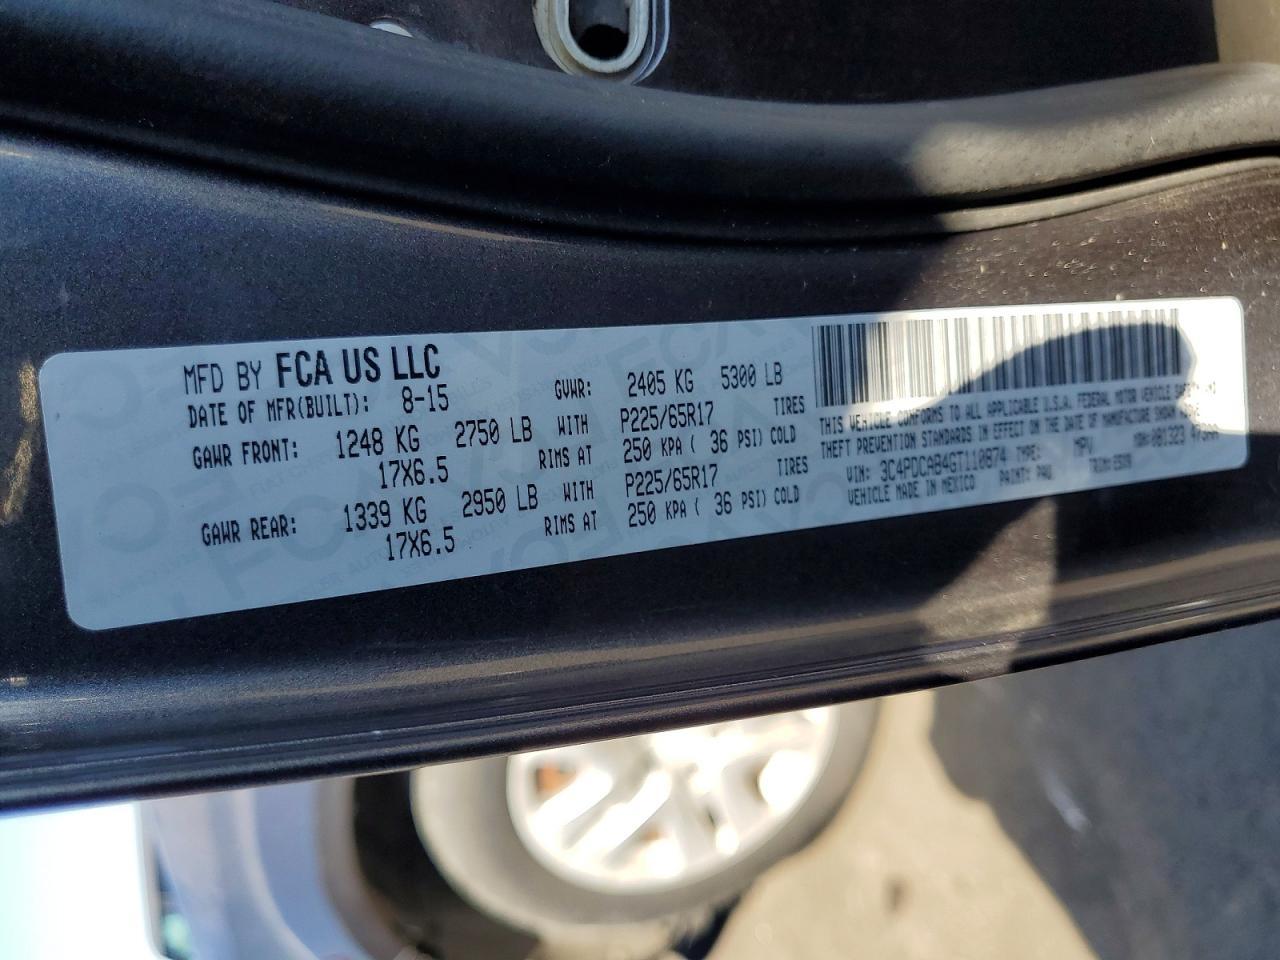 MFD BY FCA US LLC
DATE OF MFR(BUILT): 8-15 GVWR: 2405 KG 5300 LB
GAWR FRONT: 1248 KG 2750 LB WITH P225/65R17 TIRES
17X6.5 RIMS AT 250 KPA ( 36 PSI) COLD
GAWR REAR: 1339 KG 2950 LB WITH P225/65R17 TIRES
17X6.5 RIMS AT 250 KPA ( 36 PSI) COLD
THIS VEHICLE CONFORMS TO ALL APPLICABLE U.S.A. FEDERAL MOTOR VEHICLE SAFETY AND
THEFT PREVENTION STANDARDS IN EFFECT ON THE DATE OF MANUFACTURE SHOWN ABOVE
VIN: 3C4PDCAB4GT110874 TYPE: MPV MDH: 081323 473AA
VEHICLE MADE IN MEXICO PAINT: PAU TRIM: